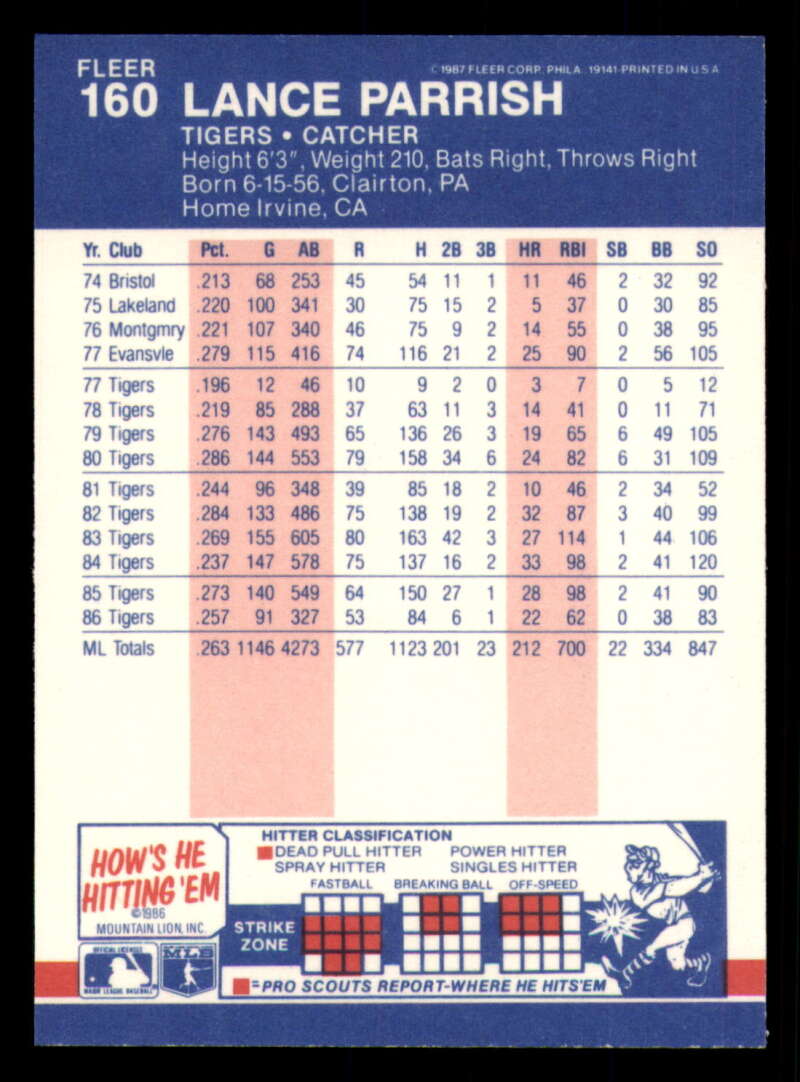 FLEER © 1987 FLEER CORP. PHILA. 19141-PRINTED IN U S A
160 LANCE PARRISH
TIGERS • CATCHER
Height 6'3", Weight 210, Bats Right, Throws Right
Born 6-15-56, Clairton, PA
Home Irvine, CA
Yr. Club Pct. G AB R H 2B 3B HR RBI SB BB SO
74 Bristol .213 68 253 45 54 11 1 11 46 2 32 92
75 Lakeland .220 100 341 30 75 15 2 5 37 0 30 85
76 Montgmry .221 107 340 46 75 9 2 14 55 0 38 95
77 Evansvle .279 115 416 74 116 21 2 25 90 2 56 105
77 Tigers .196 12 46 10 9 2 0 3 7 0 5 12
78 Tigers .219 85 288 37 63 11 3 14 41 0 11 71
79 Tigers .276 143 493 65 136 26 3 19 65 6 49 105
80 Tigers .286 144 553 79 158 34 6 24 82 6 31 109
81 Tigers .244 96 348 39 85 18 2 10 46 2 34 52
82 Tigers .284 133 486 75 138 19 2 32 87 3 40 99
83 Tigers .269 155 605 80 163 42 3 27 114 1 44 106
84 Tigers .237 147 578 75 137 16 2 33 98 2 41 120
85 Tigers .273 140 549 64 150 27 1 28 98 2 41 90
86 Tigers .257 91 327 53 84 6 1 22 62 0 38 83
ML Totals .263 1146 4273 577 1123 201 23 212 700 22 334 847
HOW'S HE
HITTING 'EM
©1986
MOUNTAIN LION, INC.
OFFICIAL LICENSEE
MAJOR LEAGUE BASEBALL
MLB
HITTER CLASSIFICATION
DEAD PULL HITTER POWER HITTER
SPRAY HITTER SINGLES HITTER
FASTBALL BREAKING BALL OFF-SPEED
STRIKE
ZONE
=PRO SCOUTS REPORT-WHERE HE HITS 'EM